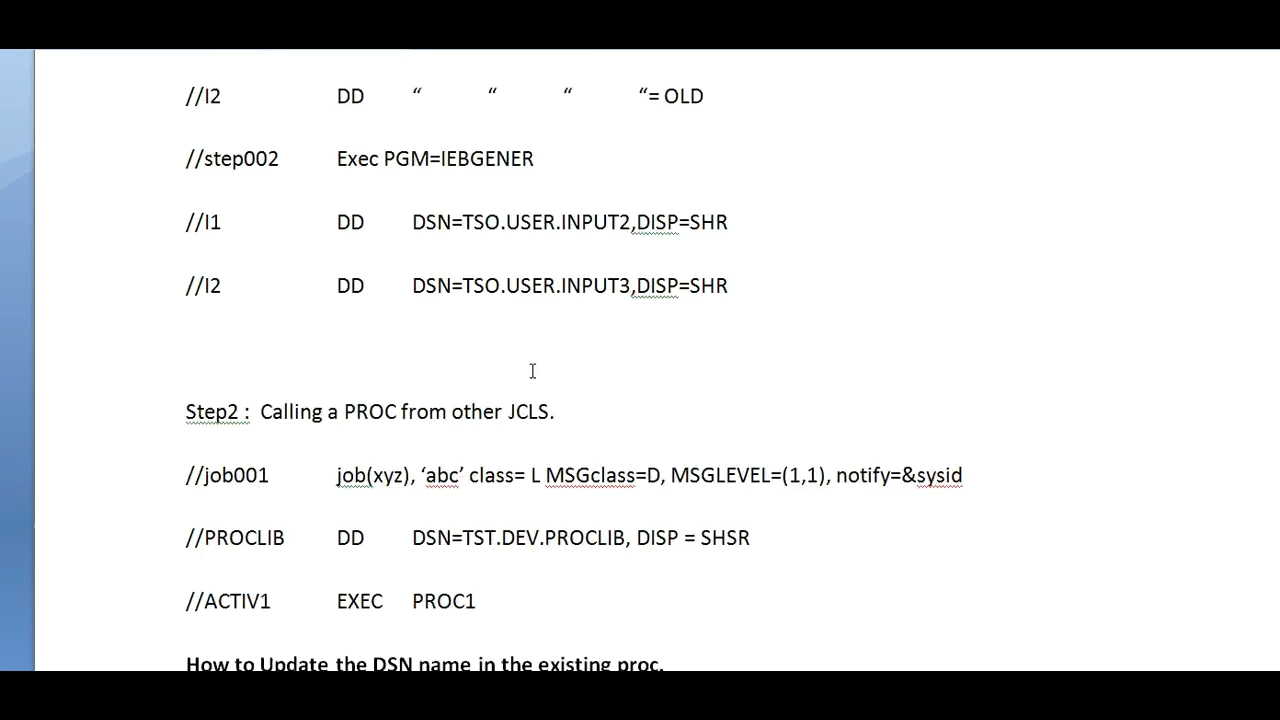 //I2 DD “ “ “ “= OLD
//step002 Exec PGM=IEBGENER
//I1 DD DSN=TSO.USER.INPUT2,DISP=SHR
//I2 DD DSN=TSO.USER.INPUT3,DISP=SHR
Step2 : Calling a PROC from other JCLS.
//job001 job(xyz), ‘abc’ class= L MSGclass=D, MSGLEVEL=(1,1), notify=&sysid
//PROCLIB DD DSN=TST.DEV.PROCLIB, DISP = SHSR
//ACTIV1 EXEC PROC1
How to Update the DSN name in the existing proc.